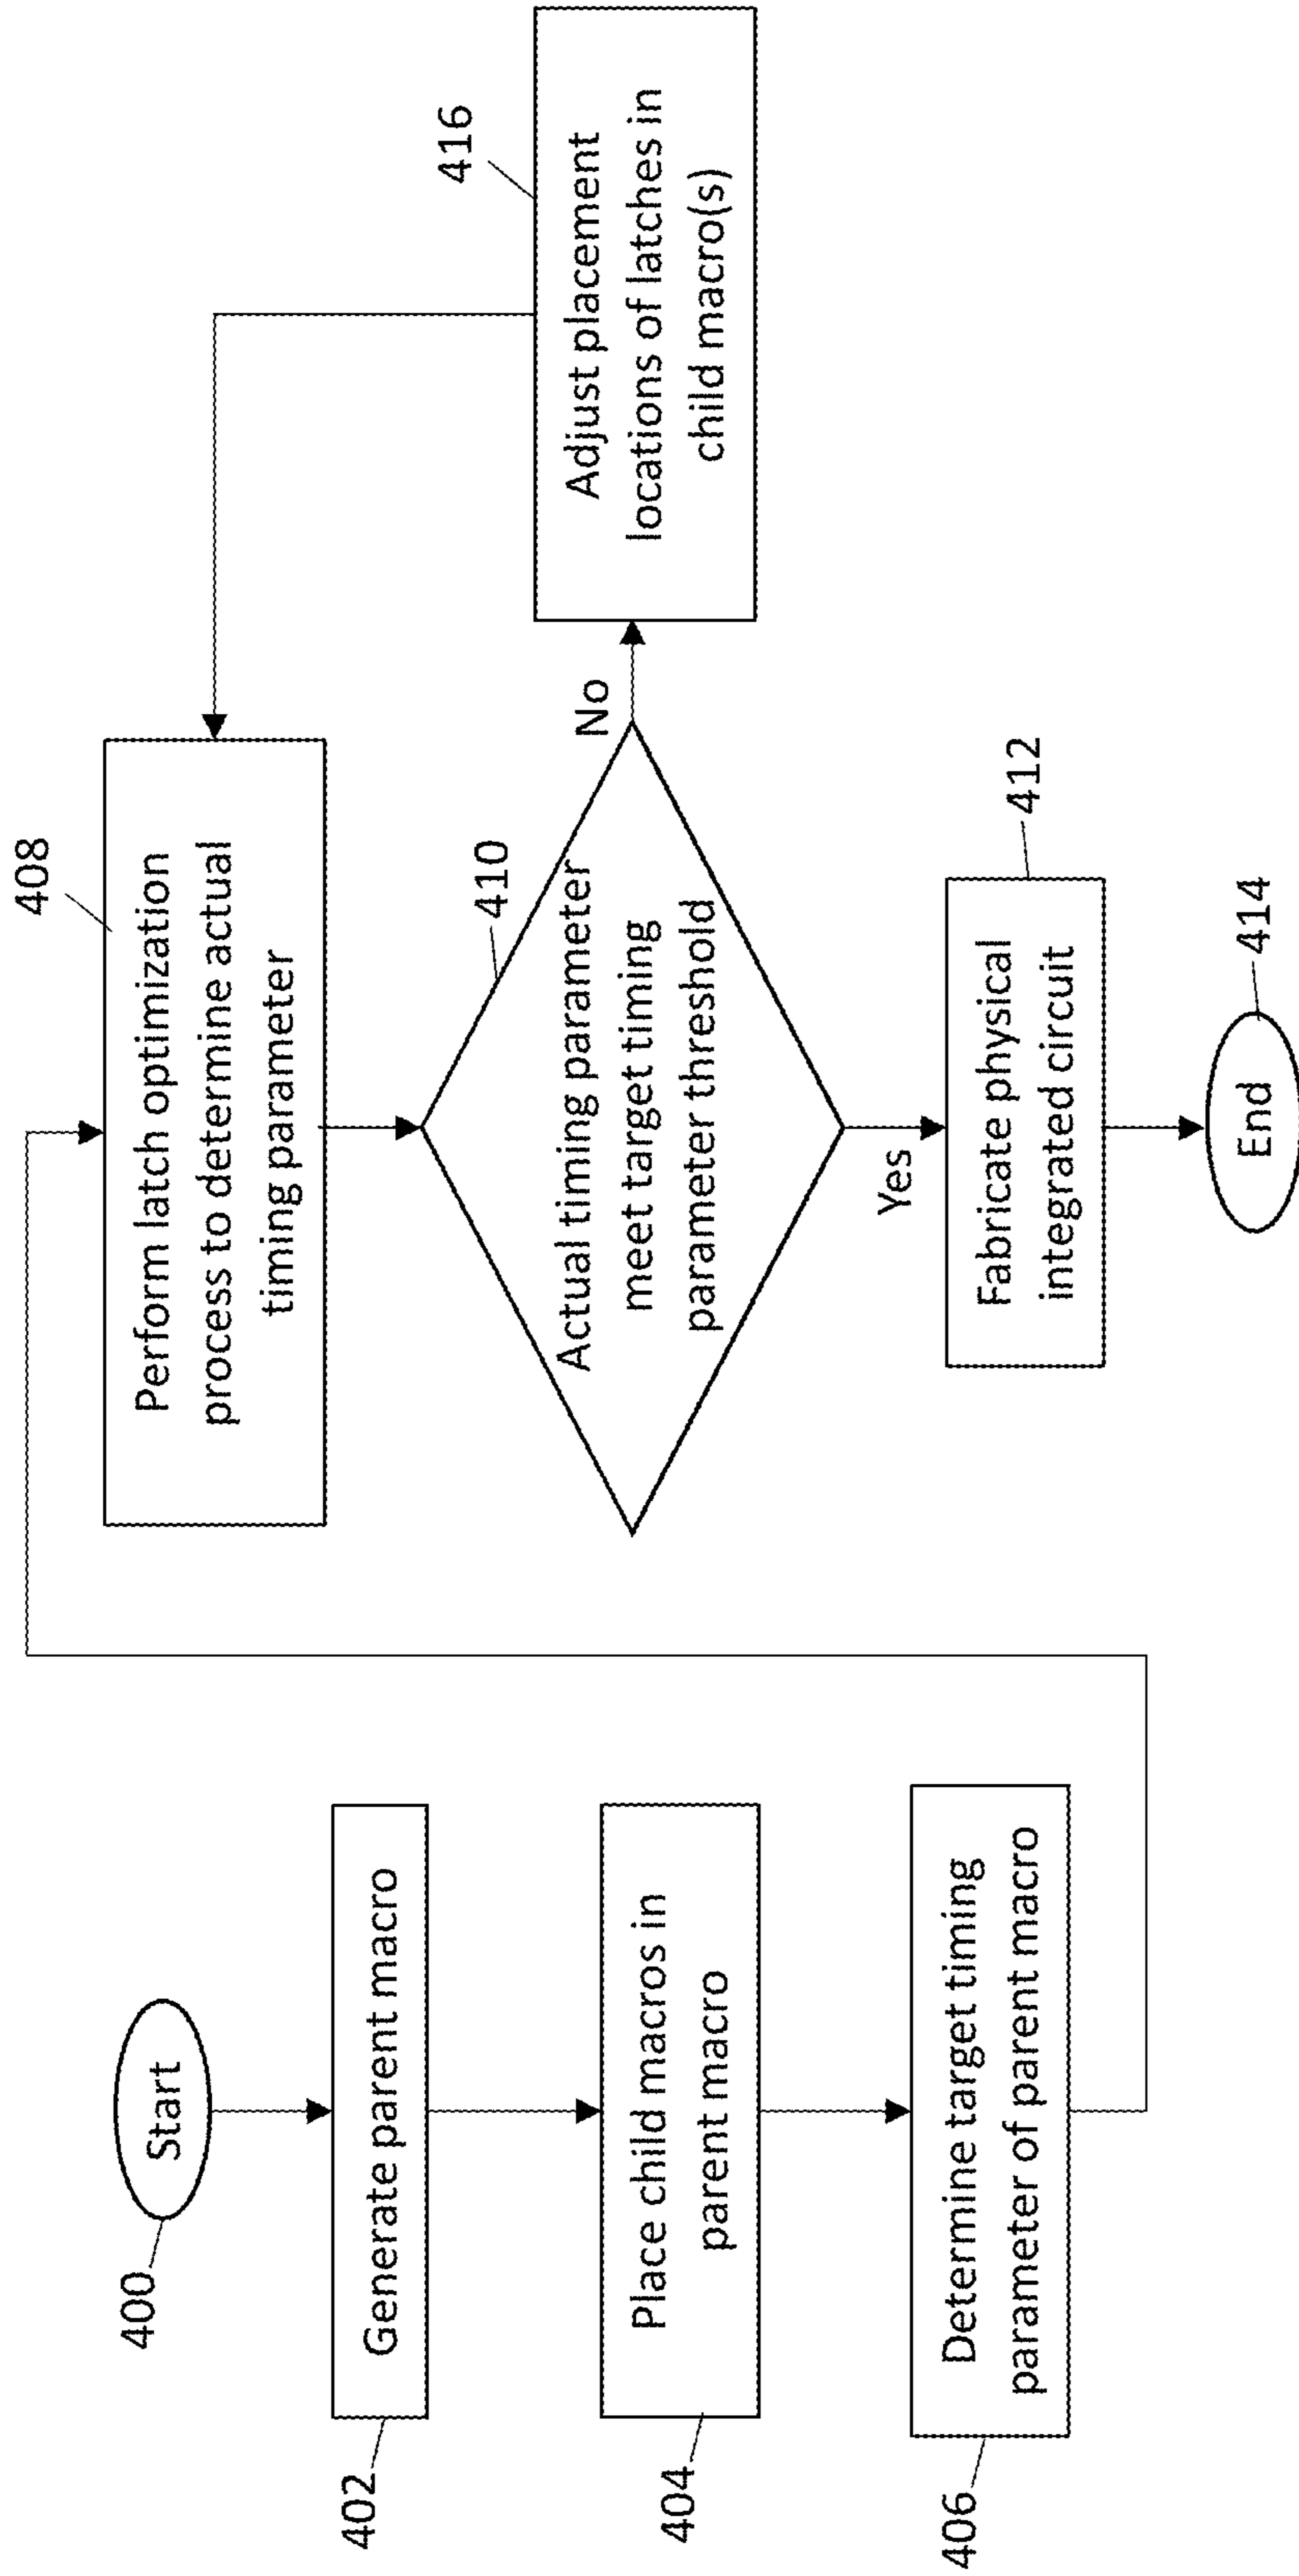 400
Start
402
Generate parent macro
404
Place child macros in
parent macro
406
Determine target timing
parameter of parent macro
408
Perform latch optimization
process to determine actual
timing parameter
410
Actual timing parameter
meet target timing
parameter threshold
No
416
Adjust placement
locations of latches in
child macro(s)
Yes
412
Fabricate physical
integrated circuit
End
414